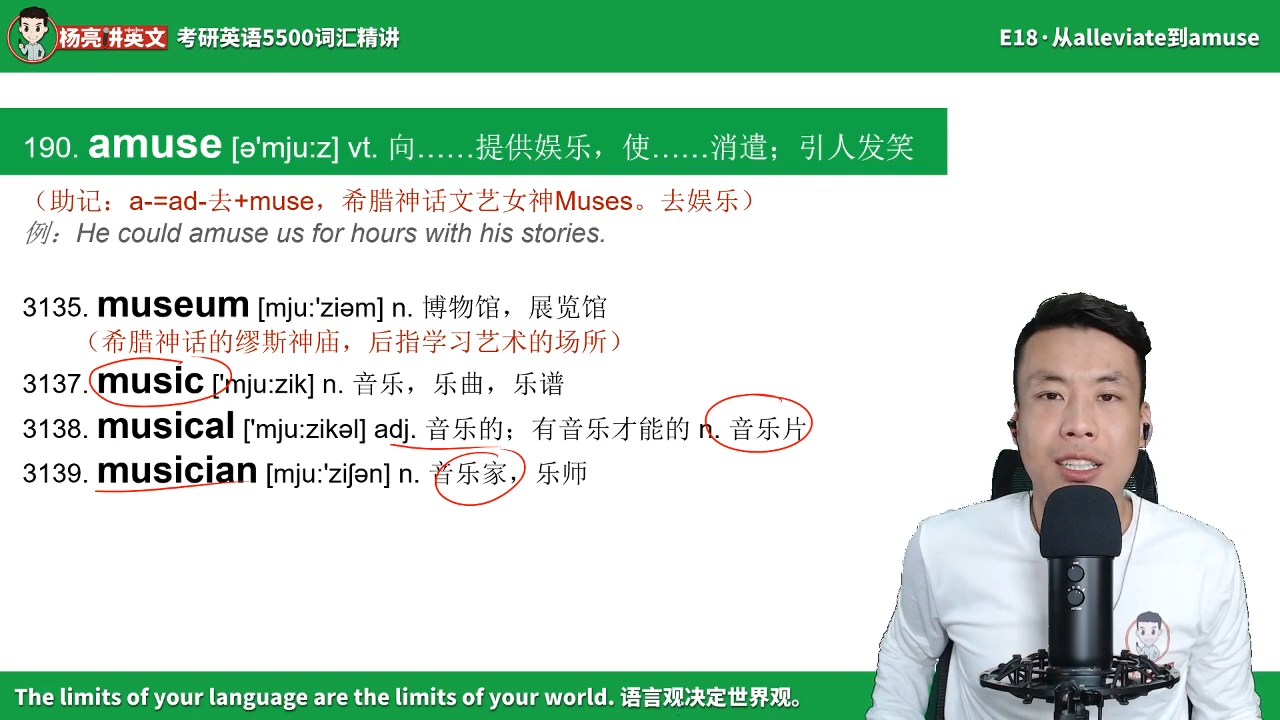 杨亮讲英文 考研英语5500词汇精讲
E18·从alleviate到amuse
190. amuse [ə'mju:z] vt. 向……提供娱乐，使……消遣；引人发笑
（助记：a-=ad-去+muse，希腊神话文艺女神Muses。去娱乐）
例：He could amuse us for hours with his stories.
3135. museum [mju:'ziəm] n. 博物馆，展览馆
（希腊神话的缪斯神庙，后指学习艺术的场所）
3137. music ['mju:zik] n. 音乐，乐曲，乐谱
3138. musical ['mju:zikəl] adj. 音乐的；有音乐才能的 n. 音乐片
3139. musician [mju:'ziʃən] n. 音乐家，乐师
The limits of your language are the limits of your world. 语言观决定世界观。